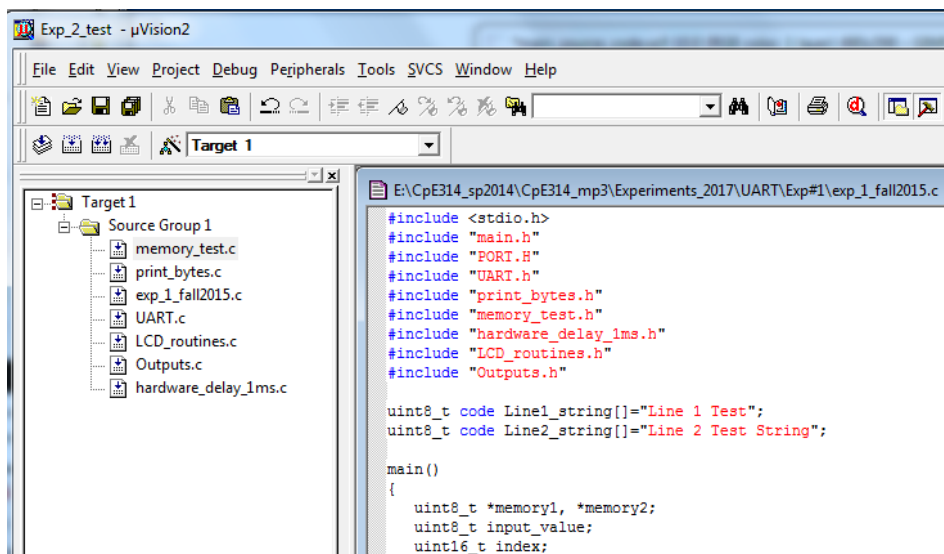 Exp_2_test - µVision2
File Edit View Project Debug Peripherals Tools SVCS Window Help
Target 1
Target 1
Source Group 1
memory_test.c
print_bytes.c
exp_1_fall2015.c
UART.c
LCD_routines.c
Outputs.c
hardware_delay_1ms.c
E:\CpE314_sp2014\CpE314_mp3\Experiments_2017\UART\Exp#1\exp_1_fall2015.c
#include <stdio.h>
#include "main.h"
#include "PORT.H"
#include "UART.h"
#include "print_bytes.h"
#include "memory_test.h"
#include "hardware_delay_1ms.h"
#include "LCD_routines.h"
#include "Outputs.h"
uint8_t code Line1_string[]="Line 1 Test";
uint8_t code Line2_string[]="Line 2 Test String";
main()
{
uint8_t *memory1, *memory2;
uint8_t input_value;
uint16_t index;